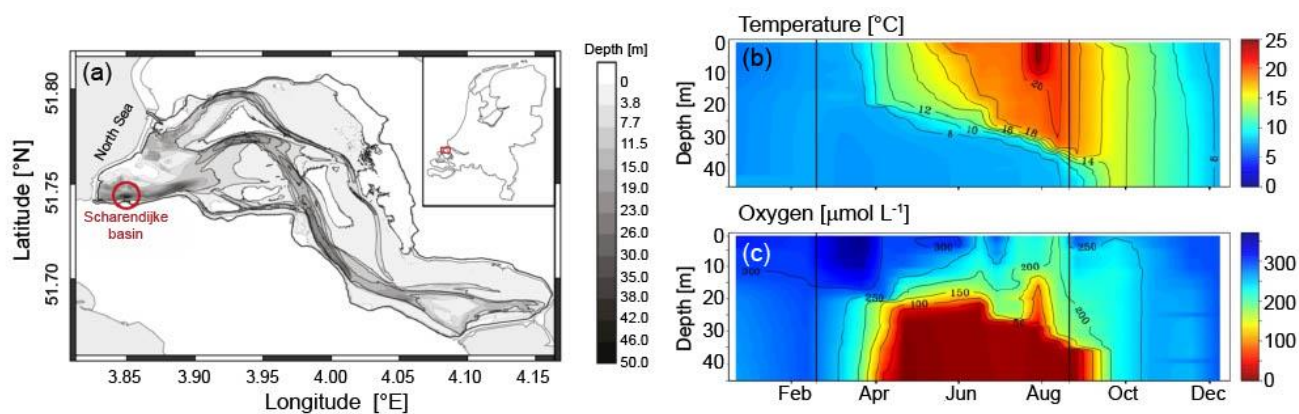 (a)
Depth [m]
0
3.8
7.7
11.5
15.0
19.0
23.0
26.0
29.0
34.0
38.0
42.0
46.0
50.0
North Sea
Scharendijke
basin
Latitude [°N]
51.80
51.75
51.70
3.85 3.90 3.95 4.00 4.05 4.10 4.15
Longitude [°E]
Temperature [°C]
(b)
Depth [m]
0
10
20
30
40
12 10 8 16 18 20 14 8
25
20
15
10
5
0
Oxygen [µmol L⁻¹]
(c)
Depth [m]
0
10
20
30
40
300 300 250 100 150 200 250 200
300
200
100
0
Feb Apr Jun Aug Oct Dec